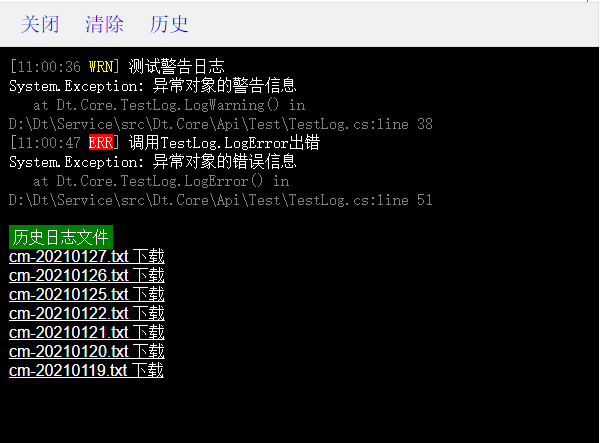 关闭 清除 历史
[11:00:36 WRN] 测试警告日志
System.Exception: 异常对象的警告信息
at Dt.Core.TestLog.LogWarning() in
D:\Dt\Service\src\Dt.Core\Api\Test\TestLog.cs:line 38
[11:00:47 ERR] 调用TestLog.LogError出错
System.Exception: 异常对象的错误信息
at Dt.Core.TestLog.LogError() in
D:\Dt\Service\src\Dt.Core\Api\Test\TestLog.cs:line 51
历史日志文件
cm-20210127.txt 下载
cm-20210126.txt 下载
cm-20210125.txt 下载
cm-20210122.txt 下载
cm-20210121.txt 下载
cm-20210120.txt 下载
cm-20210119.txt 下载